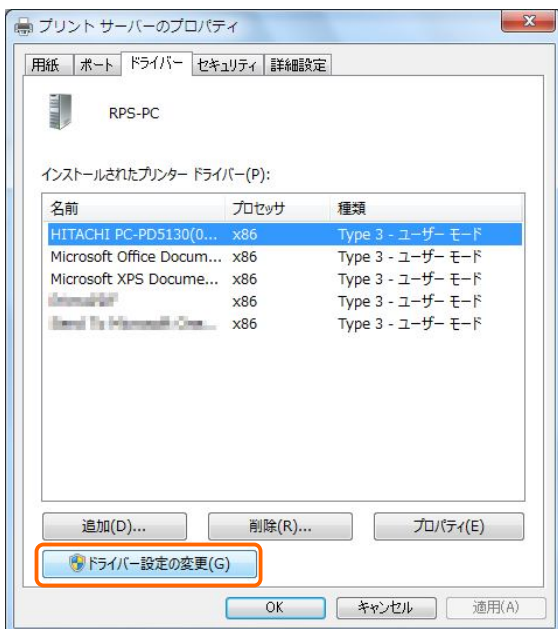 プリント サーバーのプロパティ
用紙 ポート ドライバー セキュリティ 詳細設定
RPS-PC
インストールされたプリンター ドライバー(P):
名前 プロセッサ 種類
HITACHI PC-PD5130(0... x86 Type 3 - ユーザー モード
Microsoft Office Docum... x86 Type 3 - ユーザー モード
Microsoft XPS Docume... x86 Type 3 - ユーザー モード
x86 Type 3 - ユーザー モード
x86 Type 3 - ユーザー モード
追加(D)... 削除(R)... プロパティ(E)
ドライバー設定の変更(G)
OK キャンセル 適用(A)